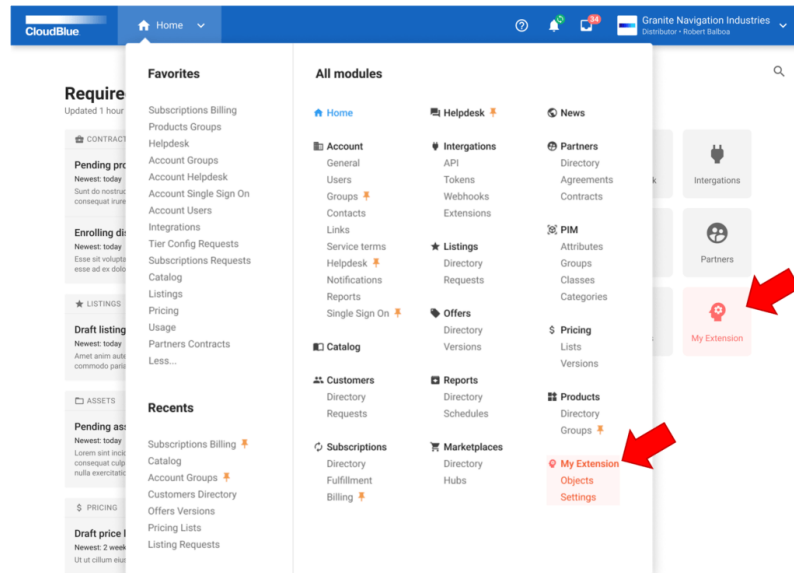 CloudBlue
Home
34
Granite Navigation Industries
Distributor • Robert Balboa
Require
Updated 1 hour
CONTRACT
Pending pro
Newest: today
Sunt do nostruc
consequat irure
Enrolling dis
Newest: today
Esse sit volupta
esse ad ex dolo
LISTINGS
Draft listing
Newest: today
Amet anim aute
commodo paria
ASSETS
Pending ass
Newest: today
Lorem sint incic
consequat culp
nulla exercitatic
$ PRICING
Draft price l
Newest: 2 week
Ut ut cillum eius
Favorites
Subscriptions Billing
Products Groups
Helpdesk
Account Groups
Account Helpdesk
Account Single Sign On
Account Users
Integrations
Tier Config Requests
Subscriptions Requests
Catalog
Listings
Pricing
Usage
Partners Contracts
Less...
Recents
Subscriptions Billing
Catalog
Account Groups
Customers Directory
Offers Versions
Pricing Lists
Listing Requests
All modules
Home
Account
General
Users
Groups
Contacts
Links
Service terms
Helpdesk
Notifications
Reports
Single Sign On
Catalog
Customers
Directory
Requests
Subscriptions
Directory
Fulfillment
Billing
Helpdesk
Intergations
API
Tokens
Webhooks
Extensions
Listings
Directory
Requests
Offers
Directory
Versions
Reports
Directory
Schedules
Marketplaces
Directory
Hubs
News
Partners
Directory
Agreements
Contracts
PIM
Attributes
Groups
Classes
Categories
$ Pricing
Lists
Versions
Products
Directory
Groups
My Extension
Objects
Settings
k
Intergations
Partners
s
My Extension